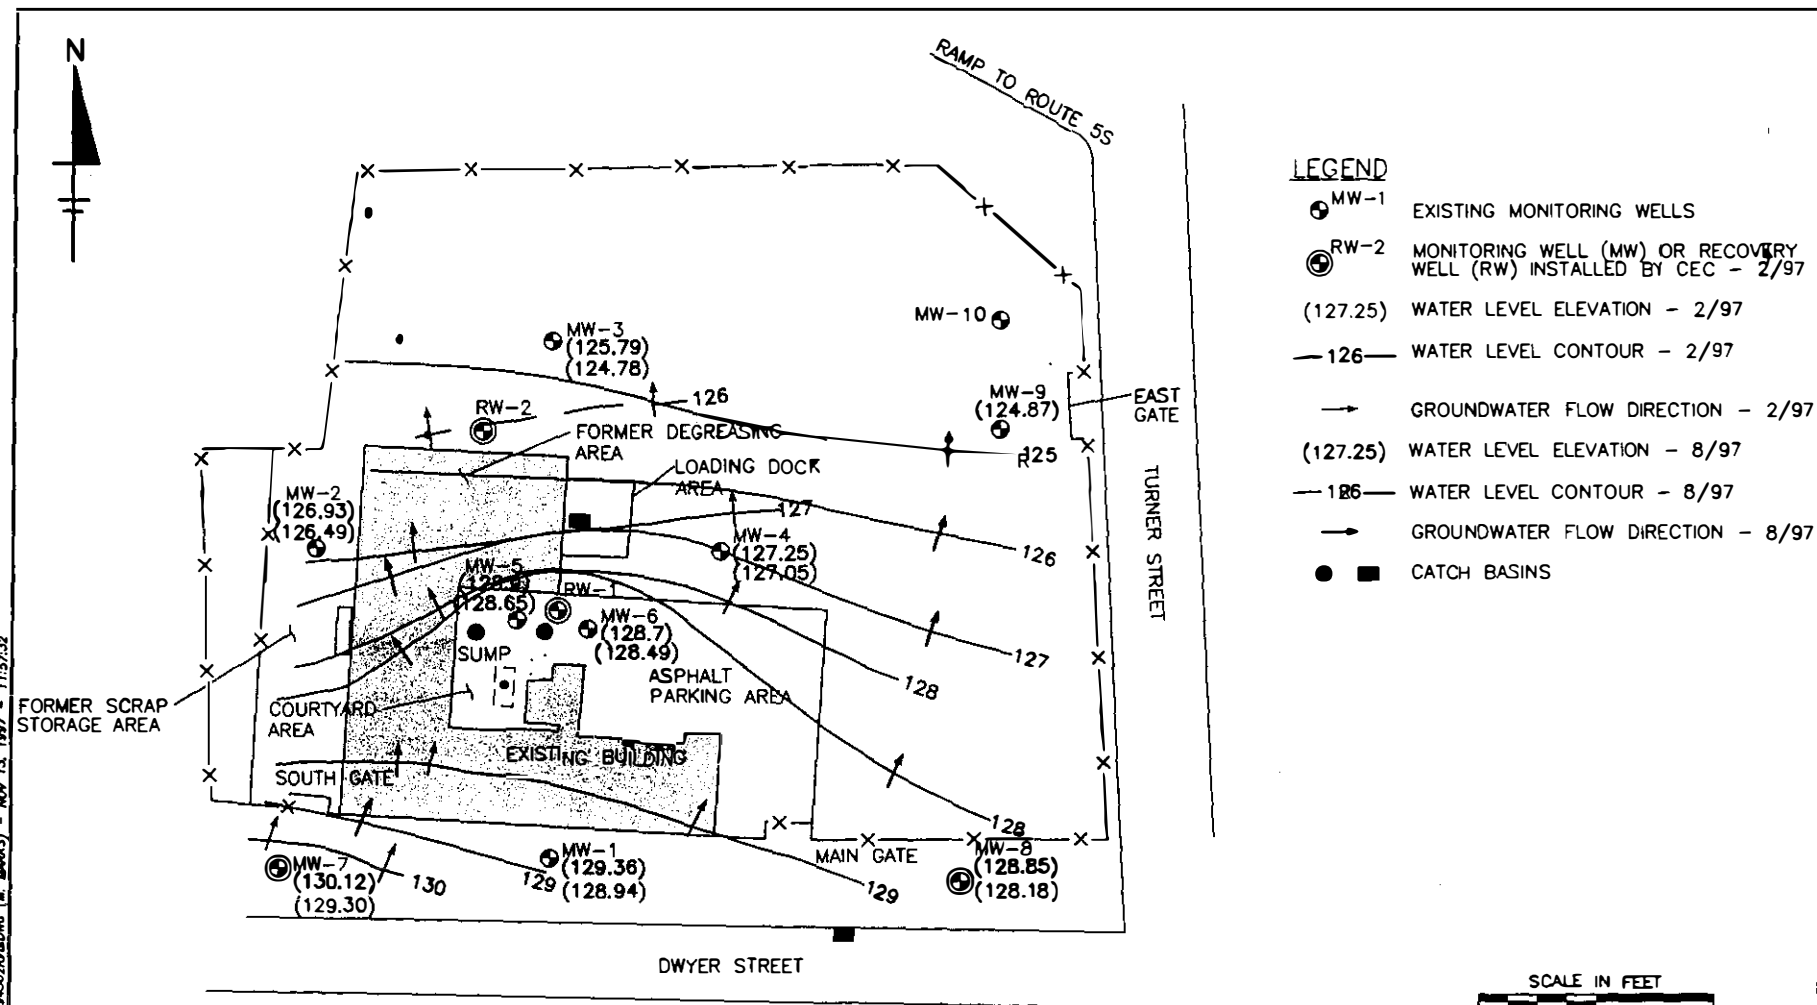 N
RAMP TO ROUTE 5S
LEGEND
MW-1
EXISTING MONITORING WELLS
RW-2
MONITORING WELL (MW) OR RECOVERY
WELL (RW) INSTALLED BY CEC - 2/97
(127.25)
WATER LEVEL ELEVATION - 2/97
126
WATER LEVEL CONTOUR - 2/97
GROUNDWATER FLOW DIRECTION - 2/97
(127.25)
WATER LEVEL ELEVATION - 8/97
WATER LEVEL CONTOUR - 8/97
GROUNDWATER FLOW DIRECTION - 8/97
CATCH BASINS
MW-10
MW-3
(125.79)
(124.78)
126
MW-9
(124.87)
EAST
GATE
RW-2
FORMER DEGREASING
AREA
125
LOADING DOCK
AREA
TURNER STREET
MW-2
(126.93)
(126.49)
127
MW-4
(127.25)
(127.05)
126
MW-5
(128.65)
RW-1
MW-6
(128.7)
(128.49)
SUMP
127
128
ASPHALT
PARKING AREA
FORMER SCRAP
STORAGE AREA
COURTYARD
AREA
EXISTING BUILDING
SOUTH GATE
128
MW-7
(130.12)
(129.30)
130
129
MW-1
(129.36)
(128.94)
MAIN GATE
129
MW-8
(128.85)
(128.18)
DWYER STREET
SCALE IN FEET
NOV 13, 1997 - 11:57:32